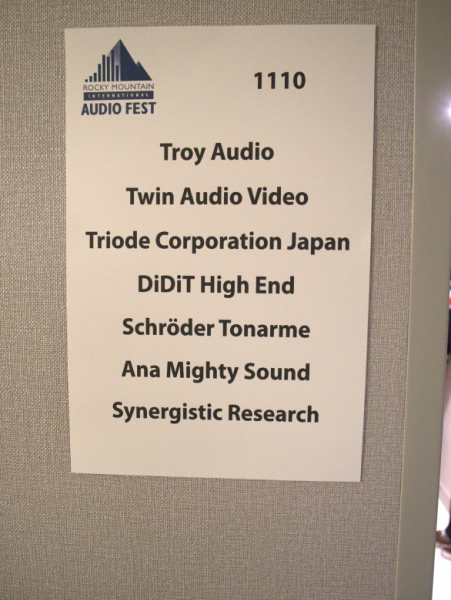 ROCKY MOUNTAIN
INTERNATIONAL
AUDIO FEST
1110
Troy Audio
Twin Audio Video
Triode Corporation Japan
DiDiT High End
Schröder Tonarme
Ana Mighty Sound
Synergistic Research